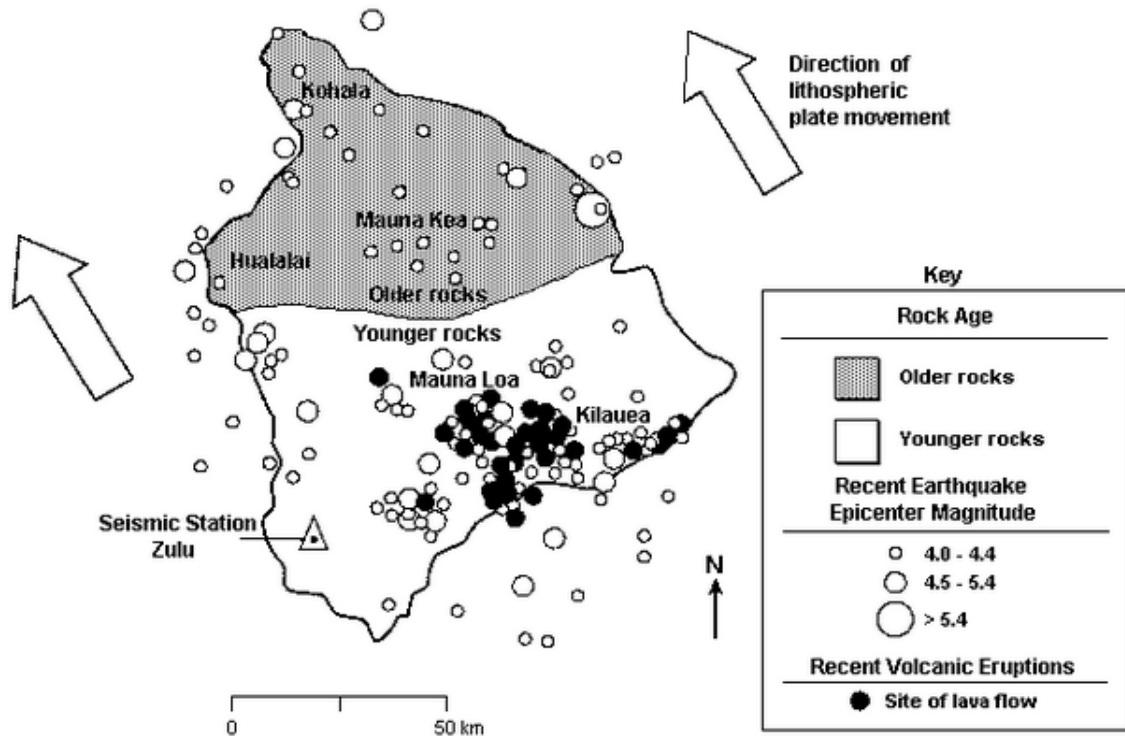 Kohala
Direction of
lithospheric
plate movement
Mauna Kea
Hualalai
Older rocks
Younger rocks
Mauna Loa
Kilauea
Seismic Station
Zulu
N
0 50 km
Key
Rock Age
Older rocks
Younger rocks
Recent Earthquake
Epicenter Magnitude
4.0 - 4.4
4.5 - 5.4
> 5.4
Recent Volcanic Eruptions
Site of lava flow